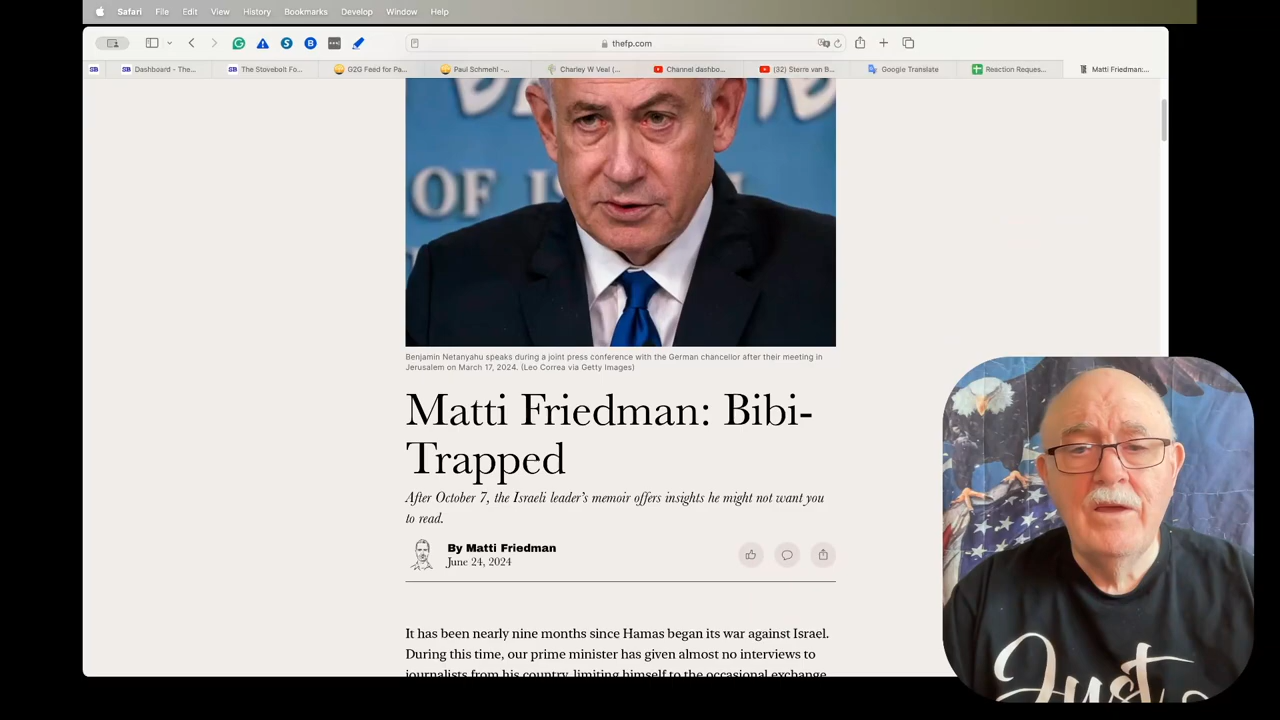 Safari File Edit View History Bookmarks Develop Window Help
thefp.com
SB SB Dashboard - The... SB The Stovebolt Fo... G2G Feed for Pa... Paul Schmehl -... Charley W Veal (... Channel dashbo... (32) Sterre van B... Google Translate Reaction Reques... Matti Friedman:...
OF IS
Benjamin Netanyahu speaks during a joint press conference with the German chancellor after their meeting in
Jerusalem on March 17, 2024. (Leo Correa via Getty Images)
Matti Friedman: Bibi-
Trapped
After October 7, the Israeli leader's memoir offers insights he might not want you
to read.
By Matti Friedman
June 24, 2024
It has been nearly nine months since Hamas began its war against Israel.
During this time, our prime minister has given almost no interviews to
journalists from his country, limiting himself to the occasional exchange
Just